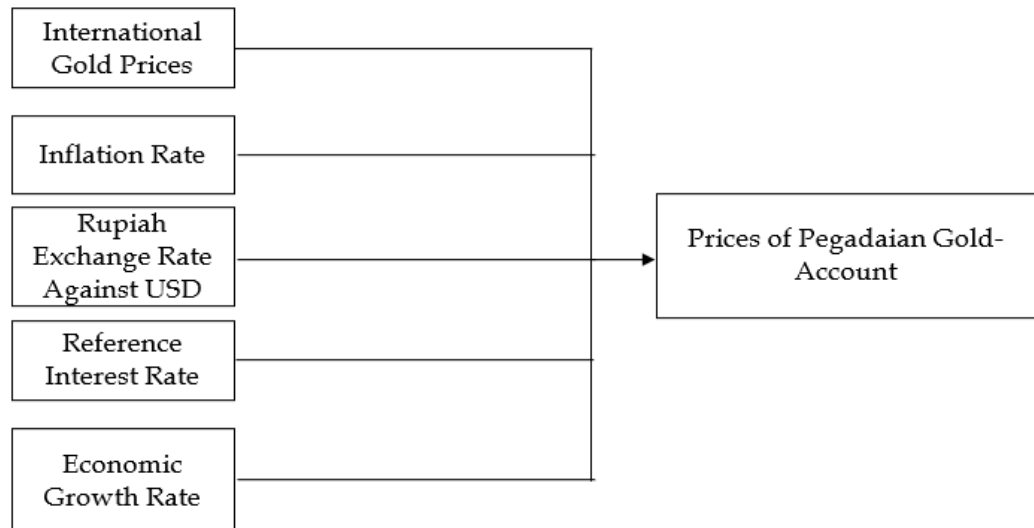 International
Gold Prices
Inflation Rate
Rupiah
Exchange Rate
Against USD
Reference
Interest Rate
Economic
Growth Rate
Prices of Pegadaian Gold-
Account